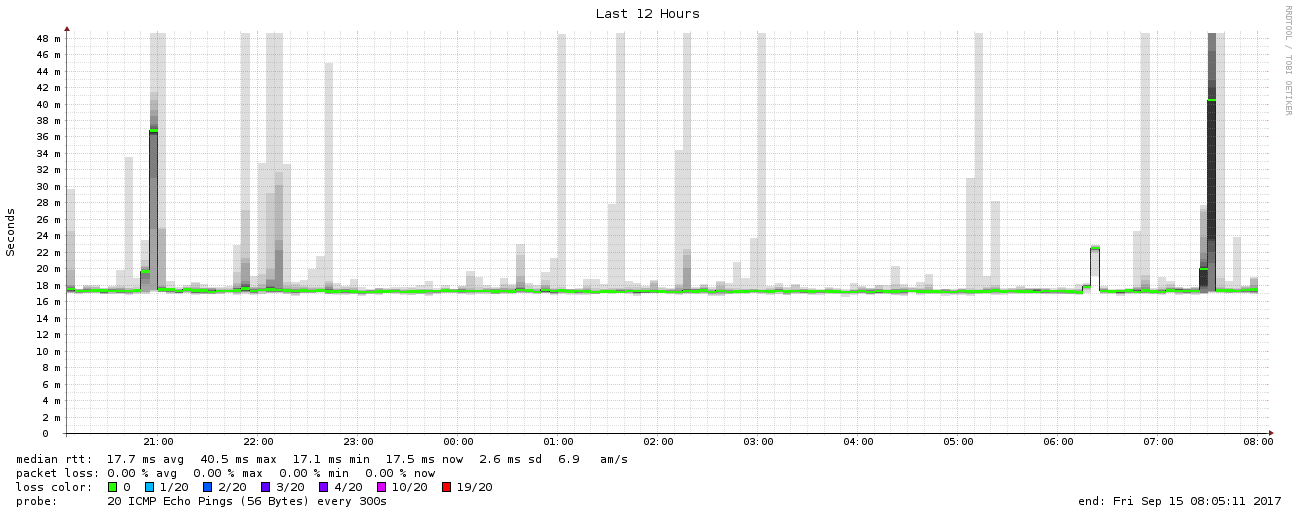 Last 12 Hours
RRDTOOL / TOBI OETIKER
Seconds
48 m
46 m
44 m
42 m
40 m
38 m
36 m
34 m
32 m
30 m
28 m
26 m
24 m
22 m
20 m
18 m
16 m
14 m
12 m
10 m
8 m
6 m
4 m
2 m
0
21:00 22:00 23:00 00:00 01:00 02:00 03:00 04:00 05:00 06:00 07:00 08:00
median rtt: 17.7 ms avg 40.5 ms max 17.1 ms min 17.5 ms now 2.6 ms sd 6.9 am/s
packet loss: 0.00 % avg 0.00 % max 0.00 % min 0.00 % now
loss color: 0 1/20 2/20 3/20 4/20 10/20 19/20
probe: 20 ICMP Echo Pings (56 Bytes) every 300s end: Fri Sep 15 08:05:11 2017